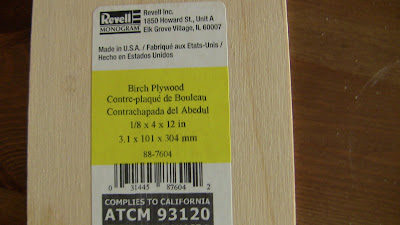 Revell
MONOGRAM
Revell Inc.
1850 Howard St., Unit A
Elk Grove Village, IL 60007
Made in U.S.A. / Fabriqué aux Etats-Unis /
Hecho en Estados Unidos
Birch Plywood
Contre-plaqué de Bouleau
Contrachapada del Abedul
1/8 x 4 x 12 in
3.1 x 101 x 304 mm
88-7604
0 31445 87604 2
COMPLIES TO CALIFORNIA
ATCM 93120